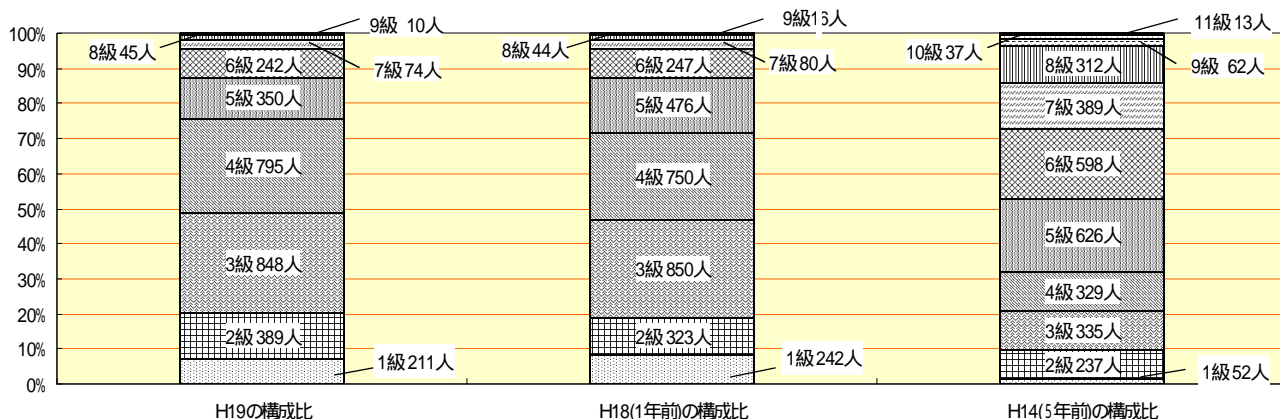 100%
90%
80%
70%
60%
50%
40%
30%
20%
10%
0%
9級 10人
8級 45人
7級 74人
6級 242人
5級 350人
4級 795人
3級 848人
2級 389人
1級 211人
H19の構成比
9級 16人
8級 44人
7級 80人
6級 247人
5級 476人
4級 750人
3級 850人
2級 323人
1級 242人
H18(1年前)の構成比
11級 13人
10級 37人
9級 62人
8級 312人
7級 389人
6級 598人
5級 626人
4級 329人
3級 335人
2級 237人
1級 52人
H14(5年前)の構成比